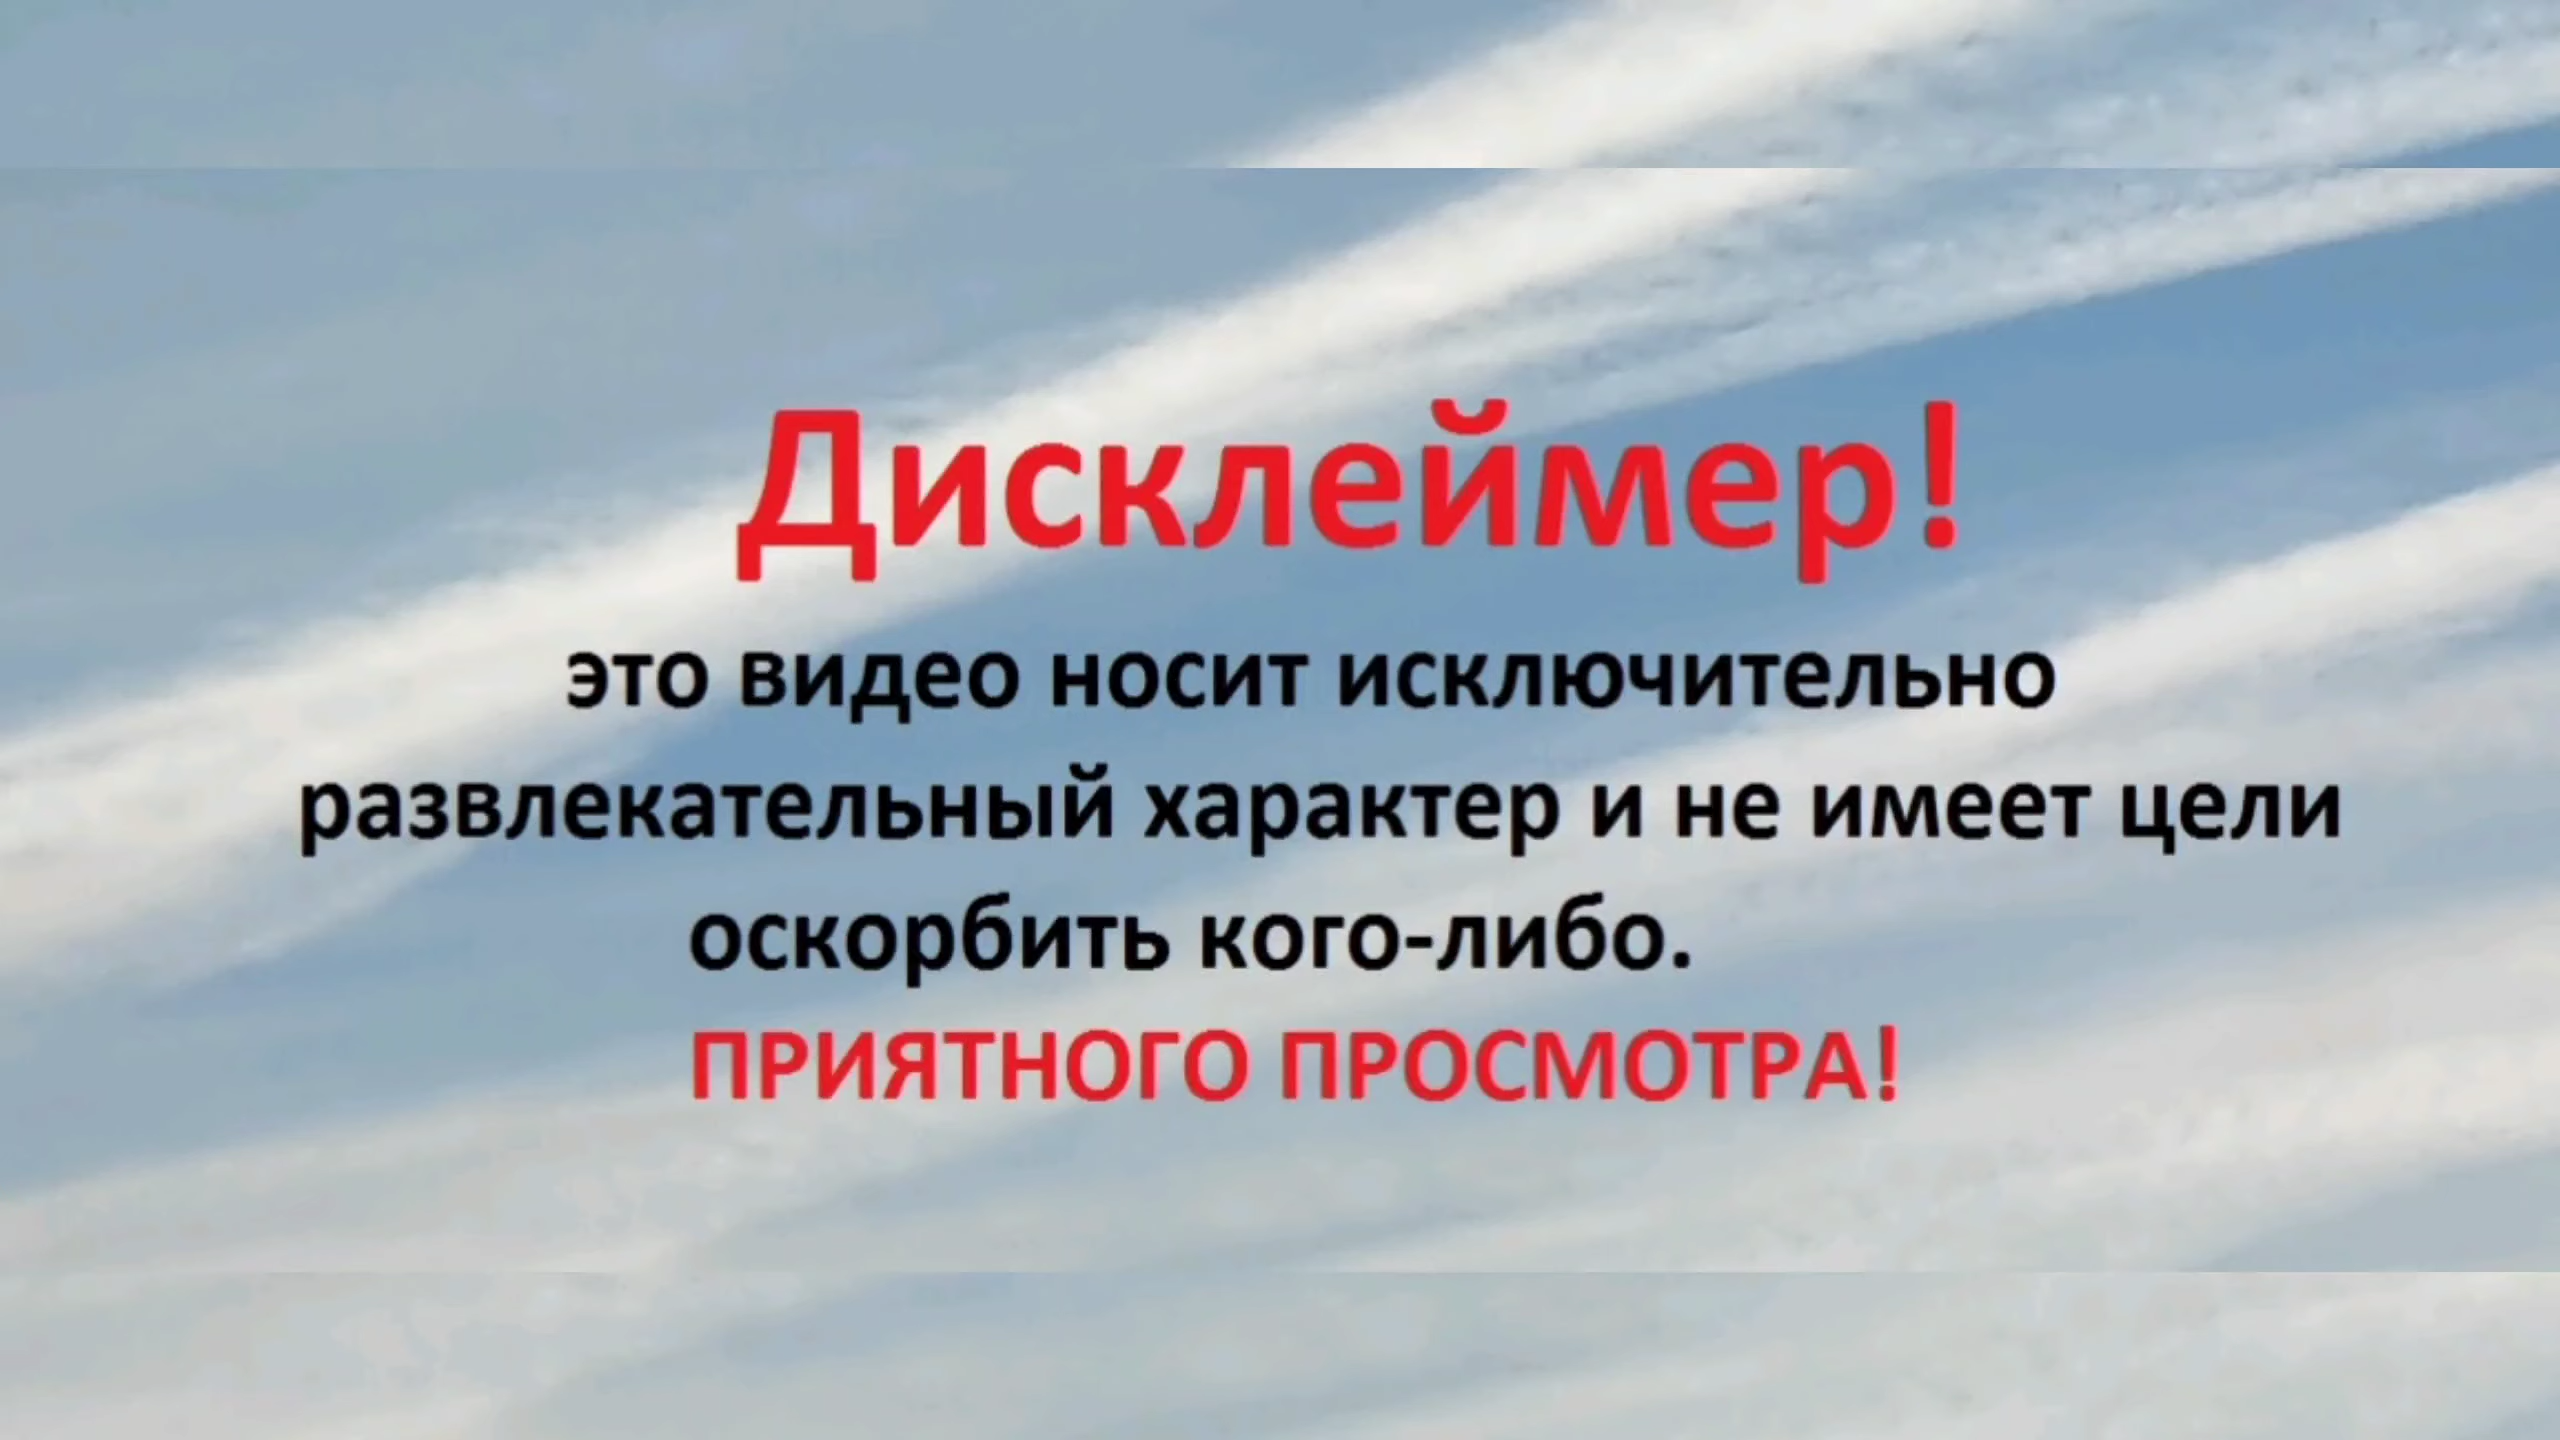 Дисклеймер!
это видео носит исключительно
развлекательный характер и не имеет цели
оскорбить кого-либо.
ПРИЯТНОГО ПРОСМОТРА!